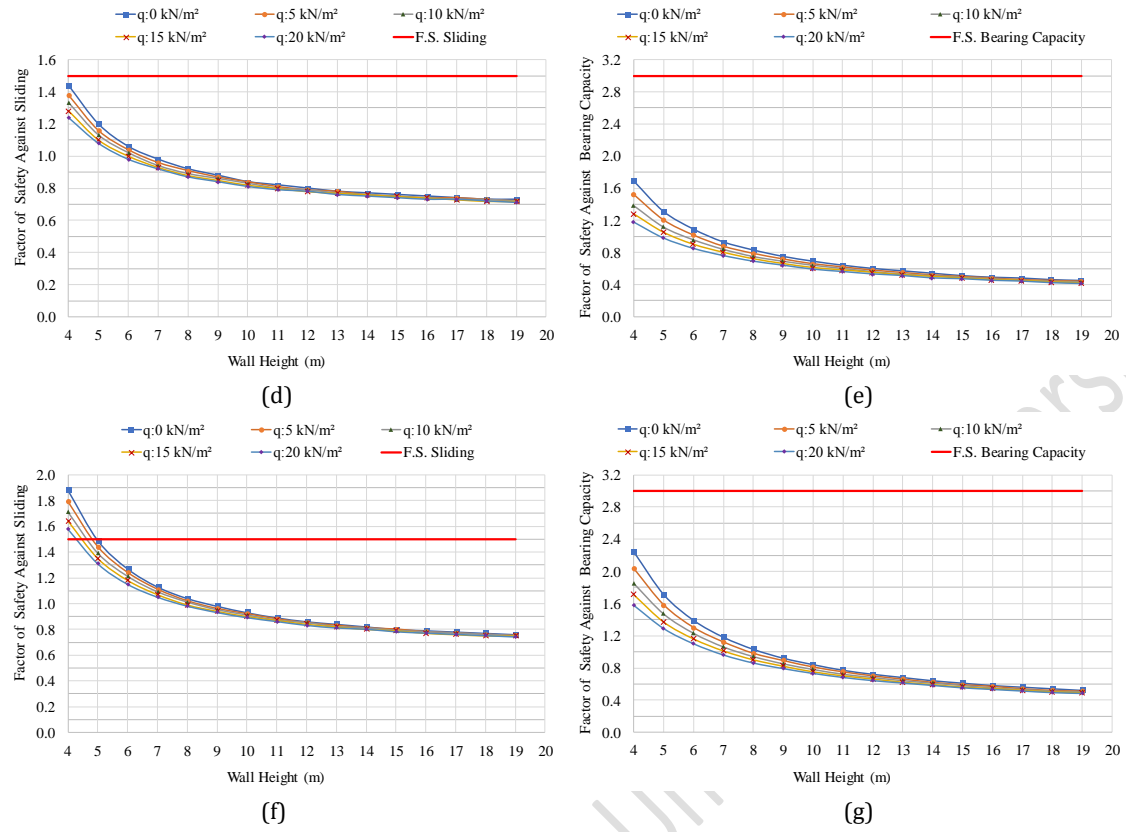 q:0 kN/m² q:5 kN/m² q:10 kN/m²
q:15 kN/m² q:20 kN/m² F.S. Sliding
Factor of Safety Against Sliding
1.6
1.4
1.2
1.0
0.8
0.6
0.4
0.2
0.0
4 5 6 7 8 9 10 11 12 13 14 15 16 17 18 19 20
Wall Height (m)
(d)
q:0 kN/m² q:5 kN/m² q:10 kN/m²
q:15 kN/m² q:20 kN/m² F.S. Bearing Capacity
Factor of Safety Against Bearing Capacity
3.2
2.8
2.4
2.0
1.6
1.2
0.8
0.4
0.0
4 5 6 7 8 9 10 11 12 13 14 15 16 17 18 19 20
Wall Height (m)
(e)
q:0 kN/m² q:5 kN/m² q:10 kN/m²
q:15 kN/m² q:20 kN/m² F.S. Sliding
Factor of Safety Against Sliding
2.0
1.8
1.6
1.4
1.2
1.0
0.8
0.6
0.4
0.2
0.0
4 5 6 7 8 9 10 11 12 13 14 15 16 17 18 19 20
Wall Height (m)
(f)
q:0 kN/m² q:5 kN/m² q:10 kN/m²
q:15 kN/m² q:20 kN/m² F.S. Bearing Capacity
Factor of Safety Against Bearing Capacity
3.2
2.8
2.4
2.0
1.6
1.2
0.8
0.4
0.0
4 5 6 7 8 9 10 11 12 13 14 15 16 17 18 19 20
Wall Height (m)
(g)